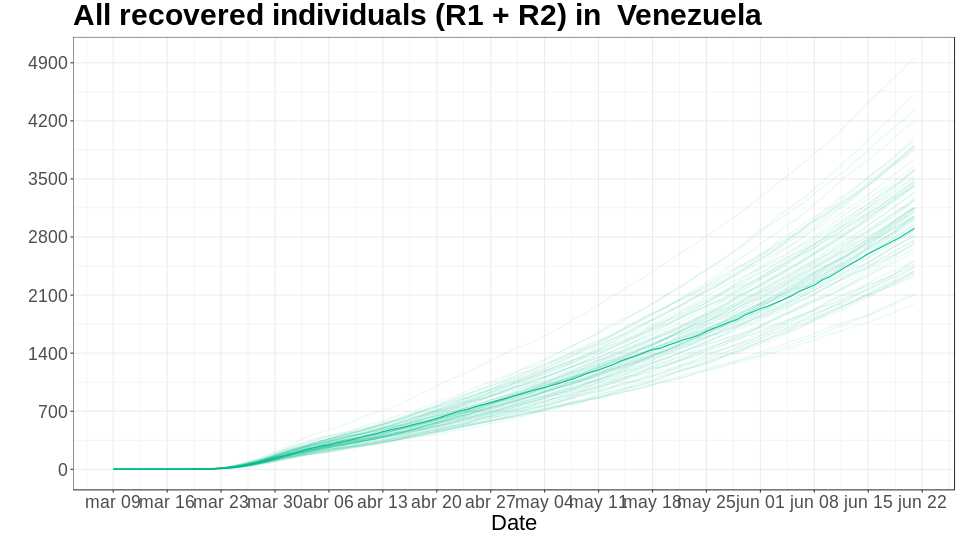 All recovered individuals (R1 + R2) in  Venezuela
4900
4200
3500
2800
2100
1400
700
0
mar 09 mar 16 mar 23 mar 30 abr 06 abr 13 abr 20 abr 27 may 04 may 11 may 18 may 25 jun 01 jun 08 jun 15 jun 22
Date